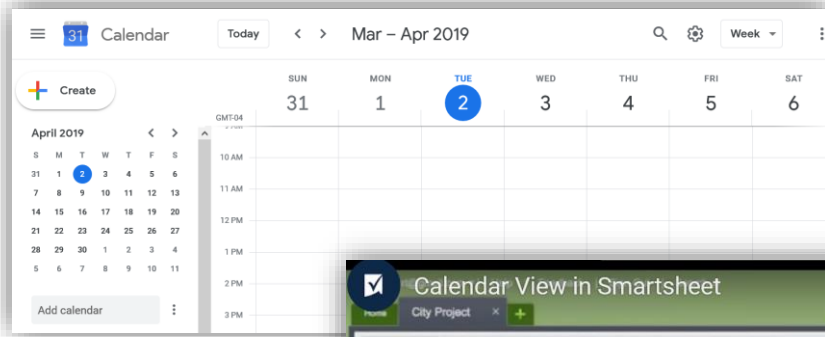 31 Calendar Today < > Mar – Apr 2019 Week
Create
SUN MON TUE WED THU FRI SAT
31 1 2 3 4 5 6
GMT-04
April 2019 < >
S M T W T F S
31 1 2 3 4 5 6
7 8 9 10 11 12 13
14 15 16 17 18 19 20
21 22 23 24 25 26 27
28 29 30 1 2 3 4
5 6 7 8 9 10 11
Add calendar
10 AM
11 AM
12 PM
1 PM
2 PM
3 PM
Calendar View in Smartsheet
Home City Project × +